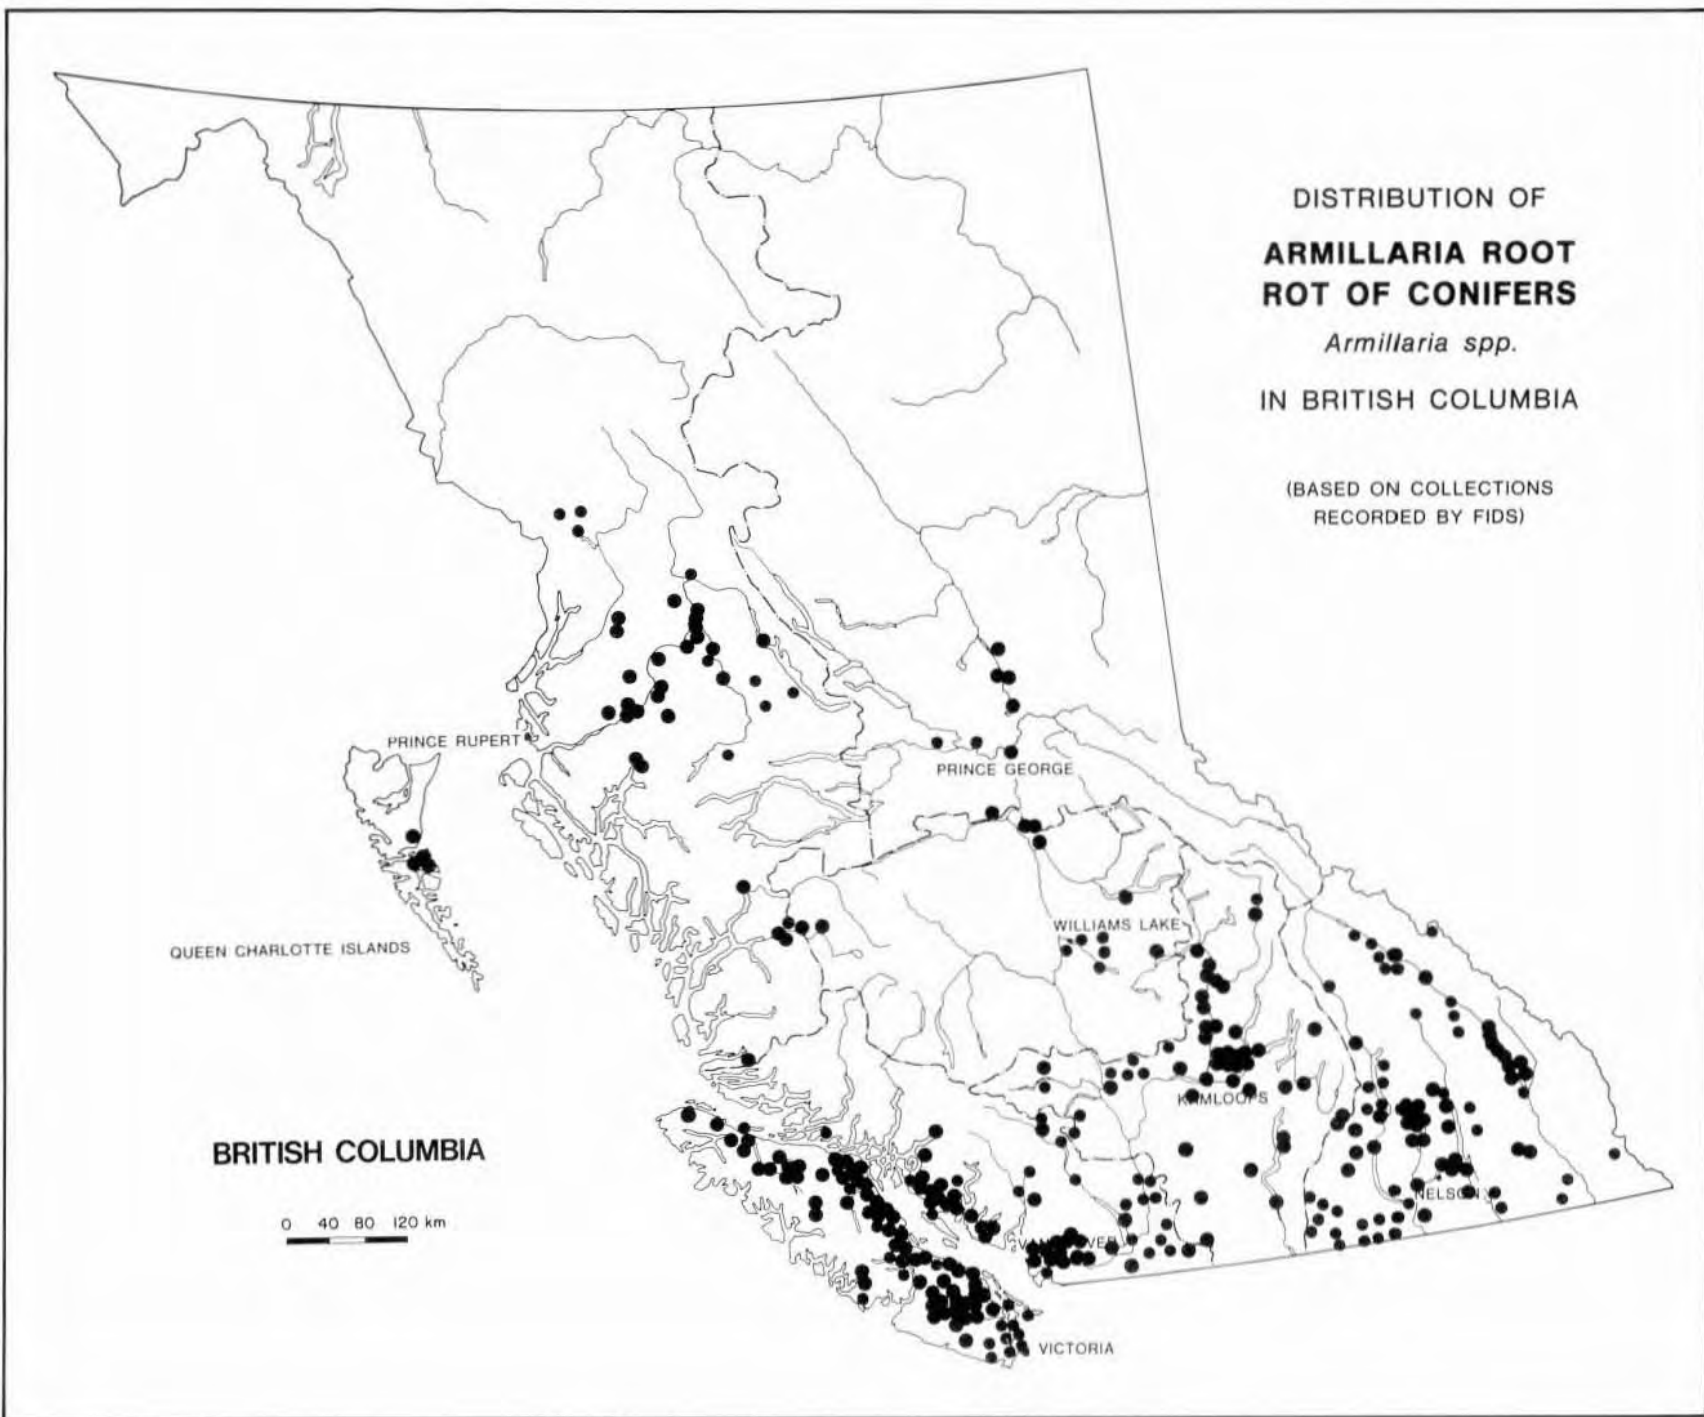 DISTRIBUTION OF
ARMILLARIA ROOT
ROT OF CONIFERS
Armillaria spp.
IN BRITISH COLUMBIA
(BASED ON COLLECTIONS
RECORDED BY FIDS)
PRINCE RUPERT
PRINCE GEORGE
WILLIAMS LAKE
QUEEN CHARLOTTE ISLANDS
KAMLOOPS
BRITISH COLUMBIA
NELSON
0 40 80 120 km
VANCOUVER
VICTORIA